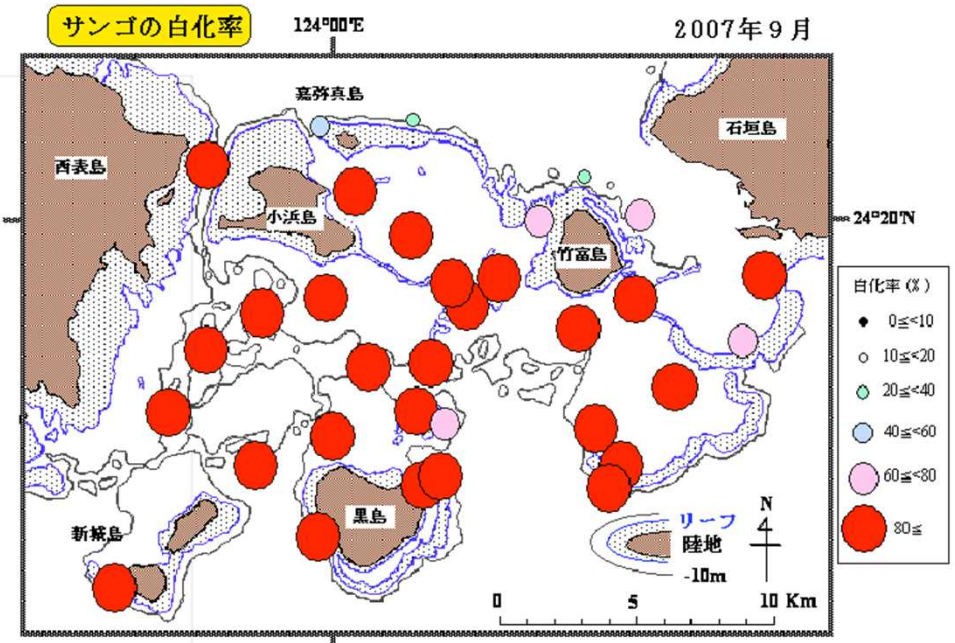 サンゴの白化率
124°00'E
2007年9月
嘉弥真島
石垣島
西表島
小浜島
24°20'N
竹富島
白化率(%)
0≦<10
10≦<20
20≦<40
40≦<60
60≦<80
80≦
黒島
新城島
リーフ
陸地
-10m
N
0 5 10 Km